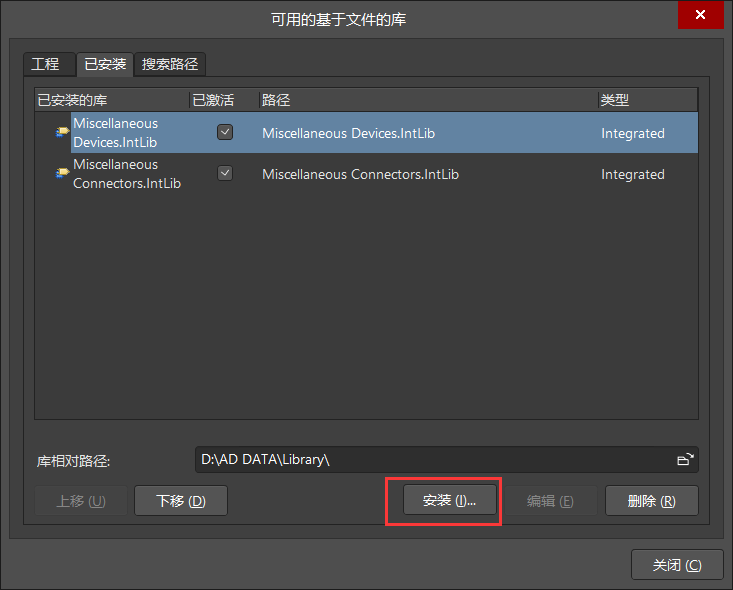 可用的基于文件的库
工程 已安装 搜索路径
已安装的库 已激活 路径 类型
Miscellaneous
Devices.IntLib
Miscellaneous Devices.IntLib Integrated
Miscellaneous
Connectors.IntLib
Miscellaneous Connectors.IntLib Integrated
库相对路径: D:\AD DATA\Library\
上移 (U) 下移 (D) 安装 (I)... 编辑 (E) 删除 (R)
关闭 (C)